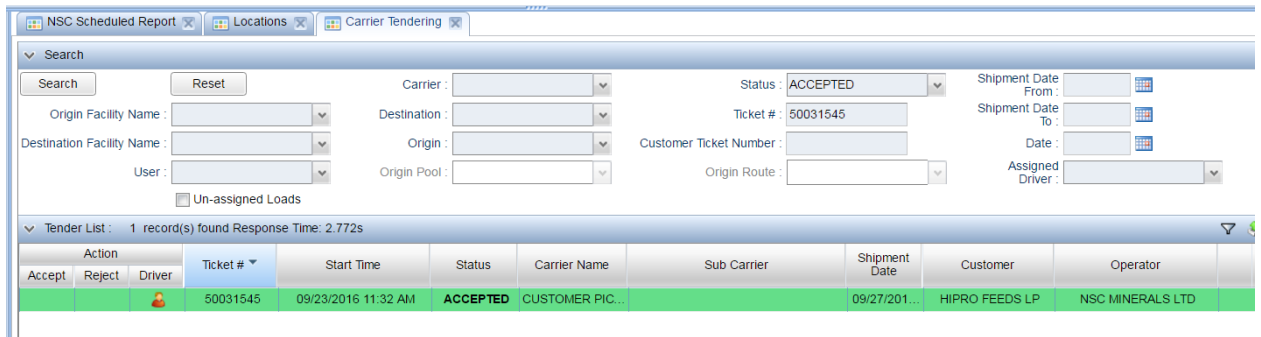 NSC Scheduled Report Locations Carrier Tendering
Search
Search Reset Carrier : Status : ACCEPTED Shipment Date From :
Origin Facility Name : Destination : Ticket # : 50031545 Shipment Date To :
Destination Facility Name : Origin : Customer Ticket Number : Date :
User : Origin Pool : Origin Route : Assigned Driver :
Un-assigned Loads
Tender List : 1 record(s) found Response Time: 2.772s
Action Ticket # Start Time Status Carrier Name Sub Carrier Shipment Date Customer Operator
Accept Reject Driver
50031545 09/23/2016 11:32 AM ACCEPTED CUSTOMER PIC... 09/27/201... HIPRO FEEDS LP NSC MINERALS LTD